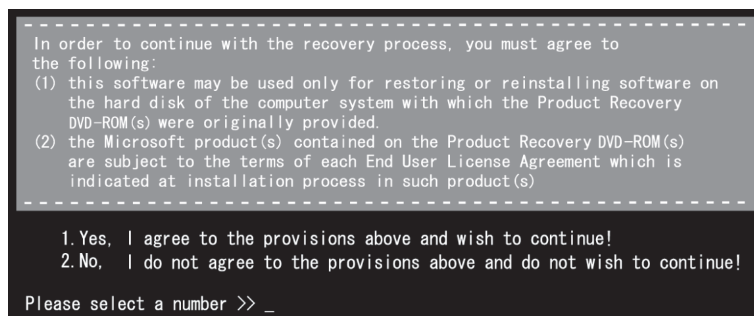 In order to continue with the recovery process, you must agree to
the following:
(1) this software may be used only for restoring or reinstalling software on
the hard disk of the computer system with which the Product Recovery
DVD-ROM(s) were originally provided.
(2) the Microsoft product(s) contained on the Product Recovery DVD-ROM(s)
are subject to the terms of each End User License Agreement which is
indicated at installation process in such product(s)
1. Yes, I agree to the provisions above and wish to continue!
2. No, I do not agree to the provisions above and do not wish to continue!
Please select a number >> _